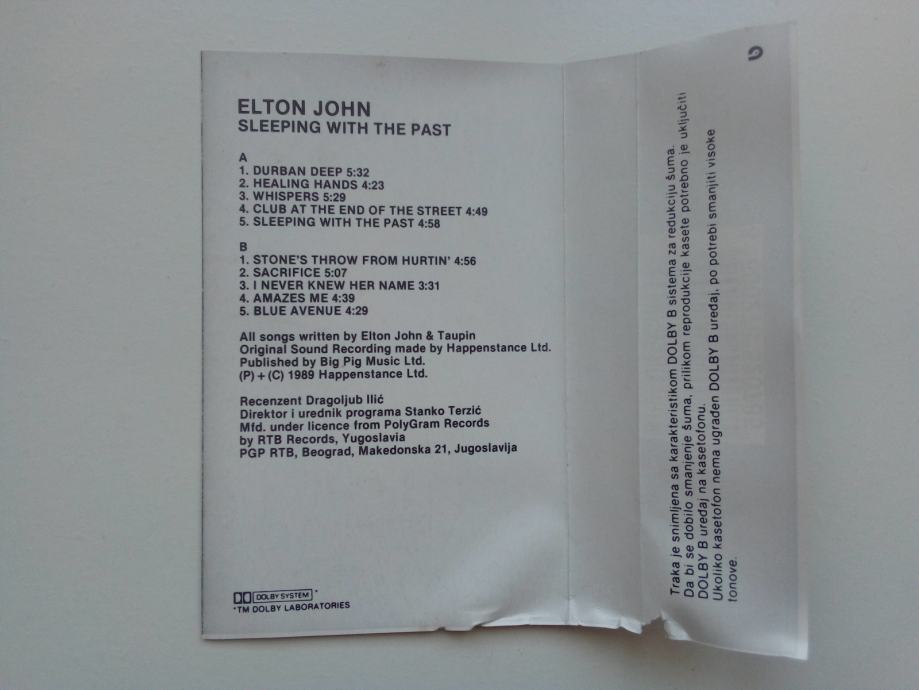 ELTON JOHN
SLEEPING WITH THE PAST
A
1. DURBAN DEEP 5:32
2. HEALING HANDS 4:23
3. WHISPERS 5:29
4. CLUB AT THE END OF THE STREET 4:49
5. SLEEPING WITH THE PAST 4:58
B
1. STONE'S THROW FROM HURTIN' 4:56
2. SACRIFICE 5:07
3. I NEVER KNEW HER NAME 3:31
4. AMAZES ME 4:39
5. BLUE AVENUE 4:29
All songs written by Elton John & Taupin
Original Sound Recording made by Happenstance Ltd.
Published by Big Pig Music Ltd.
(P) + (C) 1989 Happenstance Ltd.
Recenzent Dragoljub Ilić
Direktor i urednik programa Stanko Terzić
Mfd. under licence from PolyGram Records
by RTB Records, Yugoslavia
PGP RTB, Beograd, Makedonska 21, Jugoslavija
DOLBY SYSTEM *
*TM DOLBY LABORATORIES
Traka je snimljena sa karakteristikom DOLBY B sistema za redukciju šuma.
Da bi se dobilo smanjenje šuma, prilikom reprodukcije kasete potrebno je uključiti
DOLBY B uređaj na kasetofonu.
Ukoliko kasetofon nema ugrađen DOLBY B uređaj, po potrebi smanjiti visoke
tonove.